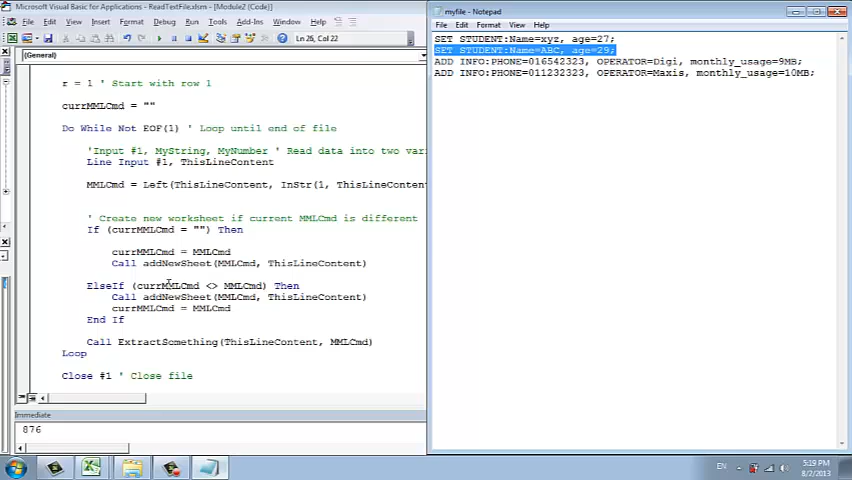 Microsoft Visual Basic for Applications - ReadTestFile.xlsm - [Module2 (Code)]
File Edit View Insert Format Debug Run Tools Add-Ins Window Help
Ln 26, Col 22
(General)
r = 1 ' Start with row 1
currMMLCmd = ""
Do While Not EOF(1) ' Loop until end of file
'Input #1, MyString, MyNumber ' Read data into two vari
Line Input #1, ThisLineContent
MMLCmd = Left(ThisLineContent, InStr(1, ThisLineContent
' Create new worksheet if current MMLCmd is different
If (currMMLCmd = "") Then
currMMLCmd = MMLCmd
Call addNewSheet(MMLCmd, ThisLineContent)
ElseIf (currMMLCmd <> MMLCmd) Then
Call addNewSheet(MMLCmd, ThisLineContent)
currMMLCmd = MMLCmd
End If
Call ExtractSomething(ThisLineContent, MMLCmd)
Loop
Close #1 ' Close file
Immediate
876
myfile - Notepad
File Edit Format View Help
SET STUDENT:Name=xyz, age=27;
SET STUDENT:Name=ABC, age=29;
ADD INFO:PHONE=016542323, OPERATOR=Digi, monthly_usage=9MB;
ADD INFO:PHONE=011232323, OPERATOR=Maxis, monthly_usage=10MB;
EN
5:19 PM
8/2/2013